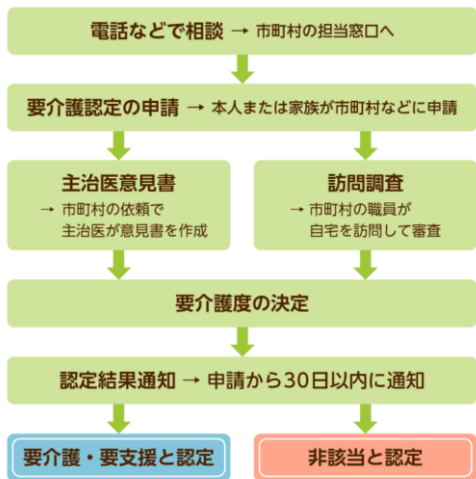 電話などで相談 → 市町村の担当窓口へ
要介護認定の申請 → 本人または家族が市町村などに申請
主治医意見書
→ 市町村の依頼で
主治医が意見書を作成
訪問調査
→ 市町村の職員が
自宅を訪問して審査
要介護度の決定
認定結果通知 → 申請から30日以内に通知
要介護・要支援と認定
非該当と認定